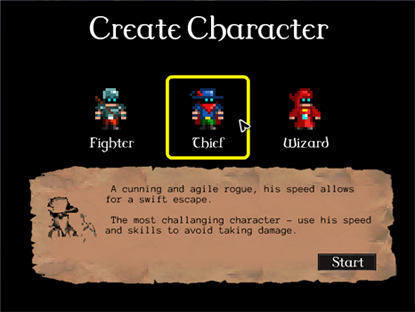 Create Character
Fighter
Thief
Wizard
A cunning and agile rogue, his speed allows
for a swift escape.
The most challanging character - use his speed
and skills to avoid taking damage.
Start